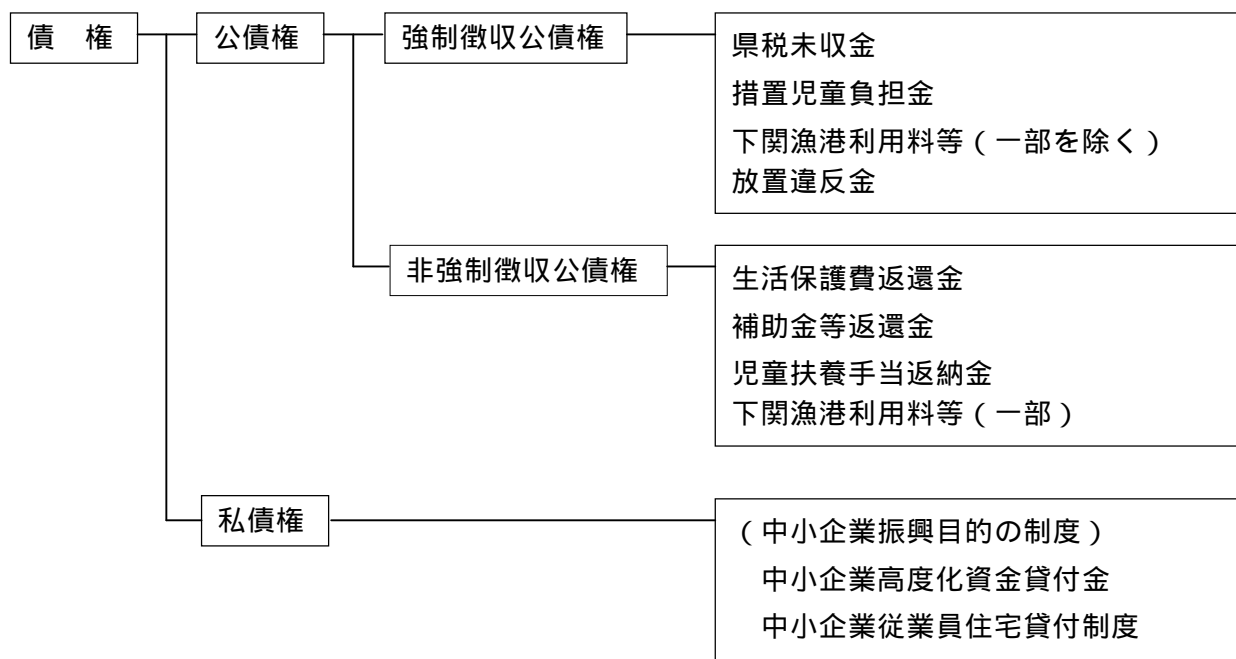 債　権
公債権
強制徴収公債権
県税未収金
措置児童負担金
下関漁港利用料等（一部を除く）
放置違反金
非強制徴収公債権
生活保護費返還金
補助金等返還金
児童扶養手当返納金
下関漁港利用料等（一部）
私債権
（中小企業振興目的の制度）
中小企業高度化資金貸付金
中小企業従業員住宅貸付制度